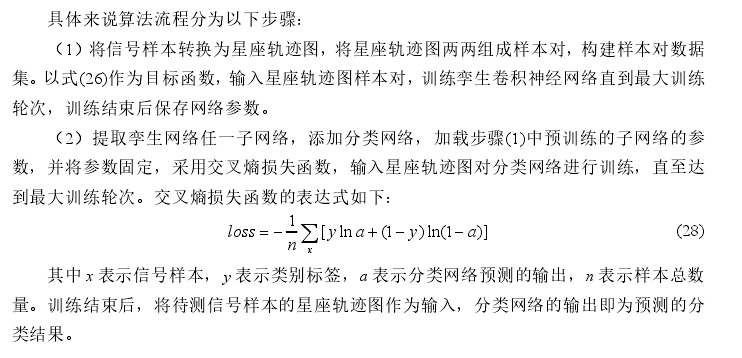 具体来说算法流程分为以下步骤：
（1）将信号样本转换为星座轨迹图，将星座轨迹图两两组成样本对，构建样本对数据
集。以式(26)作为目标函数，输入星座轨迹图样本对，训练孪生卷积神经网络直到最大训练
轮次，训练结束后保存网络参数。
（2）提取孪生网络任一子网络，添加分类网络，加载步骤(1)中预训练的子网络的参
数，并将参数固定，采用交叉熵损失函数，输入星座轨迹图对分类网络进行训练，直至达
到最大训练轮次。交叉熵损失函数的表达式如下：
loss = −1/n ∑x [y ln a + (1 − y) ln(1 − a)] (28)
其中 x 表示信号样本，y 表示类别标签，a 表示分类网络预测的输出，n 表示样本总数
量。训练结束后，将待测信号样本的星座轨迹图作为输入，分类网络的输出即为预测的分
类结果。